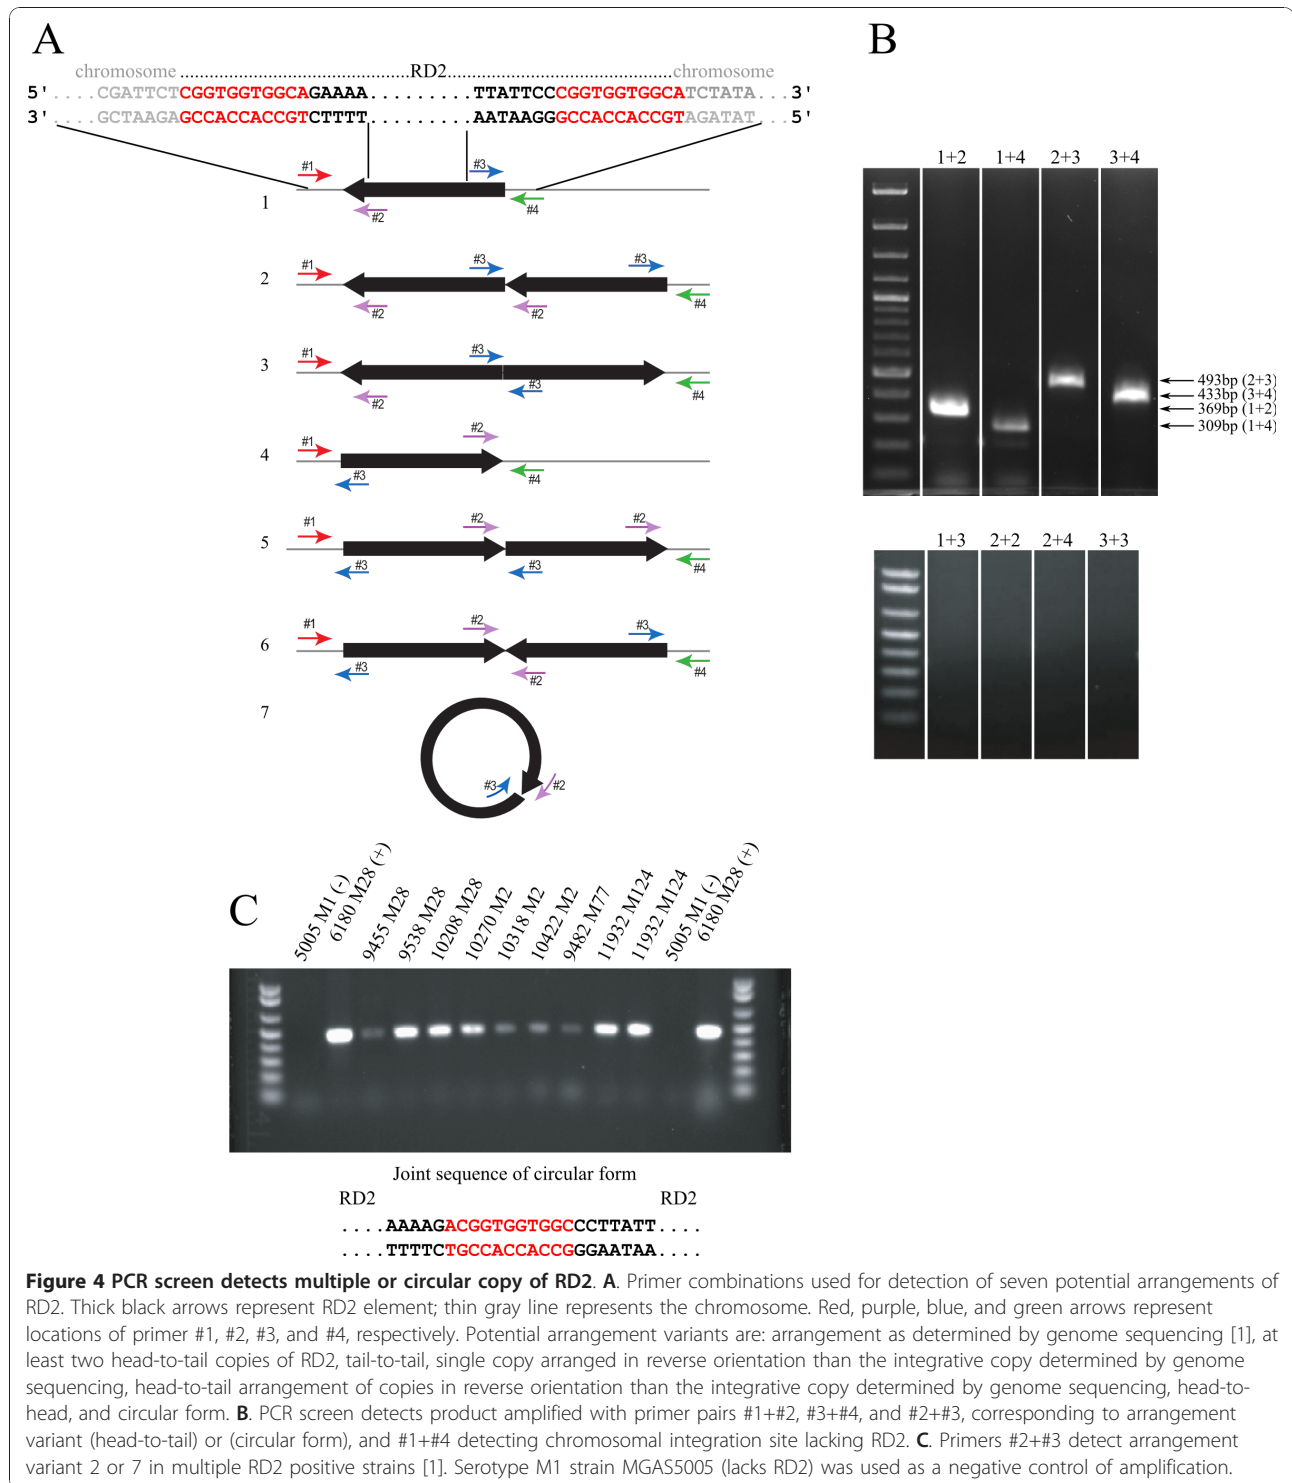 A
B
chromosome..........................................RD2..........................................chromosome
5'.....CGATTCTCGGTGGTGGCAGAAAA.........TTATTCCCGGTGGTGGCATCTATA...3'
3'.....GCTAAGAGCCACCACCGTCTTTT.........AATAAGGGCCACCACCGTAGATAT...5'
#1 #3
1
#2 #4
#1 #3 #3
2
#2 #2 #4
#1 #3
3
#2 #3 #4
#1 #2
4
#3 #4
#1 #2 #2
5
#3 #3 #4
#1 #2 #3
6
#3 #2 #4
7
#3 #2
1+2 1+4 2+3 3+4
493bp (2+3)
433bp (3+4)
369bp (1+2)
309bp (1+4)
1+3 2+2 2+4 3+3
C
5005 M1 (-)
6180 M28 (+)
9455 M28
9538 M28
10208 M28
10270 M2
10318 M2
10422 M2
9482 M77
11932 M124
11932 M124
5005 M1 (-)
6180 M28 (+)
Joint sequence of circular form
RD2 RD2
....AAAAGACGGTGGTGGCCCTTATT....
....TTTTCTGCCACCACCGGGAATAA....
Figure 4 PCR screen detects multiple or circular copy of RD2. A. Primer combinations used for detection of seven potential arrangements of
RD2. Thick black arrows represent RD2 element; thin gray line represents the chromosome. Red, purple, blue, and green arrows represent
locations of primer #1, #2, #3, and #4, respectively. Potential arrangement variants are: arrangement as determined by genome sequencing [1], at
least two head-to-tail copies of RD2, tail-to-tail, single copy arranged in reverse orientation than the integrative copy determined by genome
sequencing, head-to-tail arrangement of copies in reverse orientation than the integrative copy determined by genome sequencing, head-to-
head, and circular form. B. PCR screen detects product amplified with primer pairs #1+#2, #3+#4, and #2+#3, corresponding to arrangement
variant (head-to-tail) or (circular form), and #1+#4 detecting chromosomal integration site lacking RD2. C. Primers #2+#3 detect arrangement
variant 2 or 7 in multiple RD2 positive strains [1]. Serotype M1 strain MGAS5005 (lacks RD2) was used as a negative control of amplification.